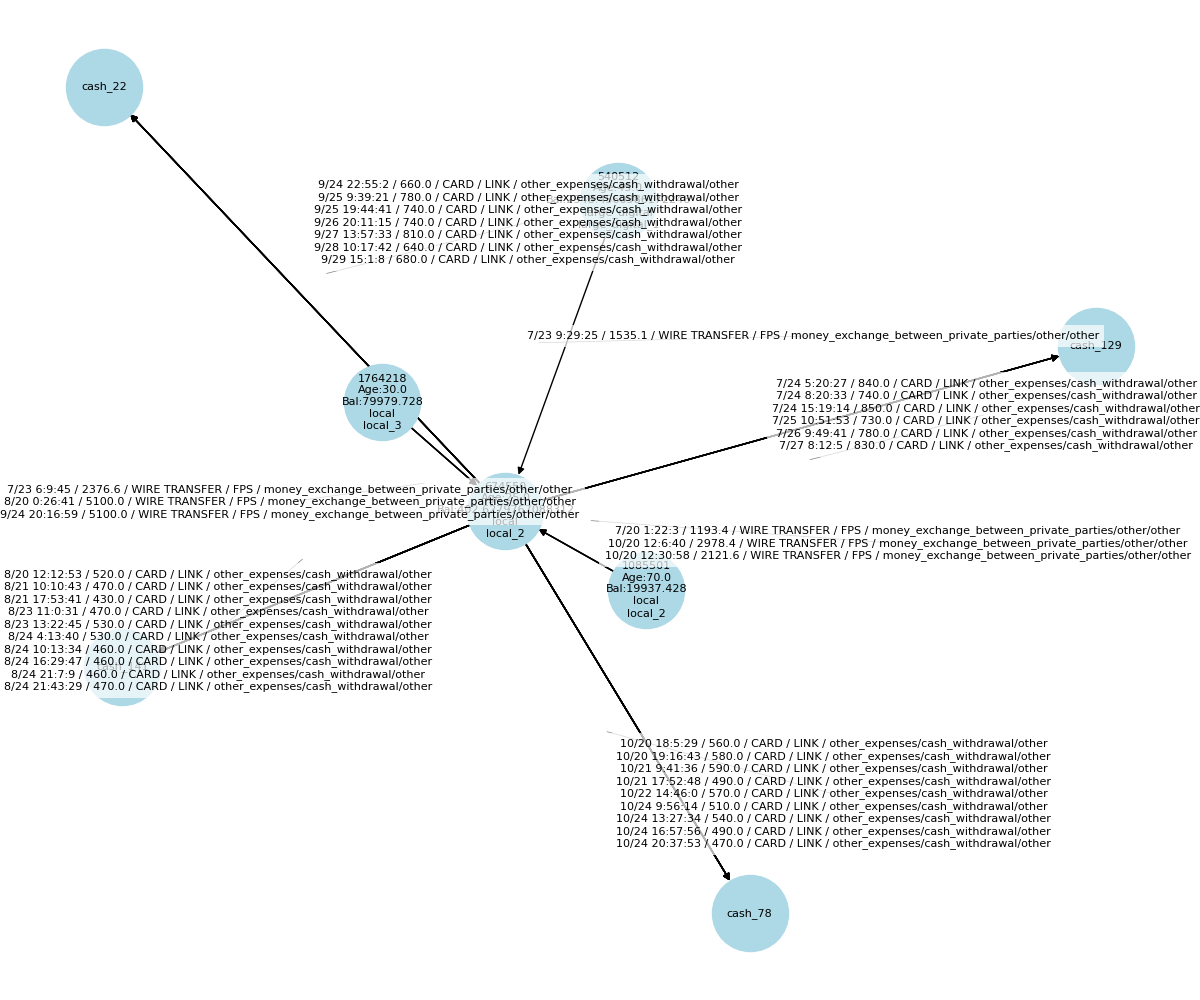 cash_22
540512
9/24 22:55:2 / 660.0 / CARD / LINK / other_expenses/cash_withdrawal/other
9/25 9:39:21 / 780.0 / CARD / LINK / other_expenses/cash_withdrawal/other
9/25 19:44:41 / 740.0 / CARD / LINK / other_expenses/cash_withdrawal/other
9/26 20:11:15 / 740.0 / CARD / LINK / other_expenses/cash_withdrawal/other
9/27 13:57:33 / 810.0 / CARD / LINK / other_expenses/cash_withdrawal/other
9/28 10:17:42 / 640.0 / CARD / LINK / other_expenses/cash_withdrawal/other
9/29 15:1:8 / 680.0 / CARD / LINK / other_expenses/cash_withdrawal/other
7/23 9:29:25 / 1535.1 / WIRE TRANSFER / FPS / money_exchange_between_private_parties/other/other
cash_129
1764218
Age:30.0
Bal:79979.728
local
local_3
7/24 5:20:27 / 840.0 / CARD / LINK / other_expenses/cash_withdrawal/other
7/24 8:20:33 / 740.0 / CARD / LINK / other_expenses/cash_withdrawal/other
7/24 15:19:14 / 850.0 / CARD / LINK / other_expenses/cash_withdrawal/other
7/25 10:51:53 / 730.0 / CARD / LINK / other_expenses/cash_withdrawal/other
7/26 9:49:41 / 780.0 / CARD / LINK / other_expenses/cash_withdrawal/other
7/27 8:12:5 / 830.0 / CARD / LINK / other_expenses/cash_withdrawal/other
7/23 6:9:45 / 2376.6 / WIRE TRANSFER / FPS / money_exchange_between_private_parties/other/other
8/20 0:26:41 / 5100.0 / WIRE TRANSFER / FPS / money_exchange_between_private_parties/other/other
9/24 20:16:59 / 5100.0 / WIRE TRANSFER / FPS / money_exchange_between_private_parties/other/other
local
local_2
7/20 1:22:3 / 1193.4 / WIRE TRANSFER / FPS / money_exchange_between_private_parties/other/other
10/20 12:6:40 / 2978.4 / WIRE TRANSFER / FPS / money_exchange_between_private_parties/other/other
10/20 12:30:58 / 2121.6 / WIRE TRANSFER / FPS / money_exchange_between_private_parties/other/other
1085501
Age:70.0
Bal:19937.428
local
local_2
8/20 12:12:53 / 520.0 / CARD / LINK / other_expenses/cash_withdrawal/other
8/21 10:10:43 / 470.0 / CARD / LINK / other_expenses/cash_withdrawal/other
8/21 17:53:41 / 430.0 / CARD / LINK / other_expenses/cash_withdrawal/other
8/23 11:0:31 / 470.0 / CARD / LINK / other_expenses/cash_withdrawal/other
8/23 13:22:45 / 530.0 / CARD / LINK / other_expenses/cash_withdrawal/other
8/24 4:13:40 / 530.0 / CARD / LINK / other_expenses/cash_withdrawal/other
8/24 10:13:34 / 460.0 / CARD / LINK / other_expenses/cash_withdrawal/other
8/24 16:29:47 / 460.0 / CARD / LINK / other_expenses/cash_withdrawal/other
8/24 21:7:9 / 460.0 / CARD / LINK / other_expenses/cash_withdrawal/other
8/24 21:43:29 / 470.0 / CARD / LINK / other_expenses/cash_withdrawal/other
10/20 18:5:29 / 560.0 / CARD / LINK / other_expenses/cash_withdrawal/other
10/20 19:16:43 / 580.0 / CARD / LINK / other_expenses/cash_withdrawal/other
10/21 9:41:36 / 590.0 / CARD / LINK / other_expenses/cash_withdrawal/other
10/21 17:52:48 / 490.0 / CARD / LINK / other_expenses/cash_withdrawal/other
10/22 14:46:0 / 570.0 / CARD / LINK / other_expenses/cash_withdrawal/other
10/24 9:56:14 / 510.0 / CARD / LINK / other_expenses/cash_withdrawal/other
10/24 13:27:34 / 540.0 / CARD / LINK / other_expenses/cash_withdrawal/other
10/24 16:57:56 / 490.0 / CARD / LINK / other_expenses/cash_withdrawal/other
10/24 20:37:53 / 470.0 / CARD / LINK / other_expenses/cash_withdrawal/other
cash_78